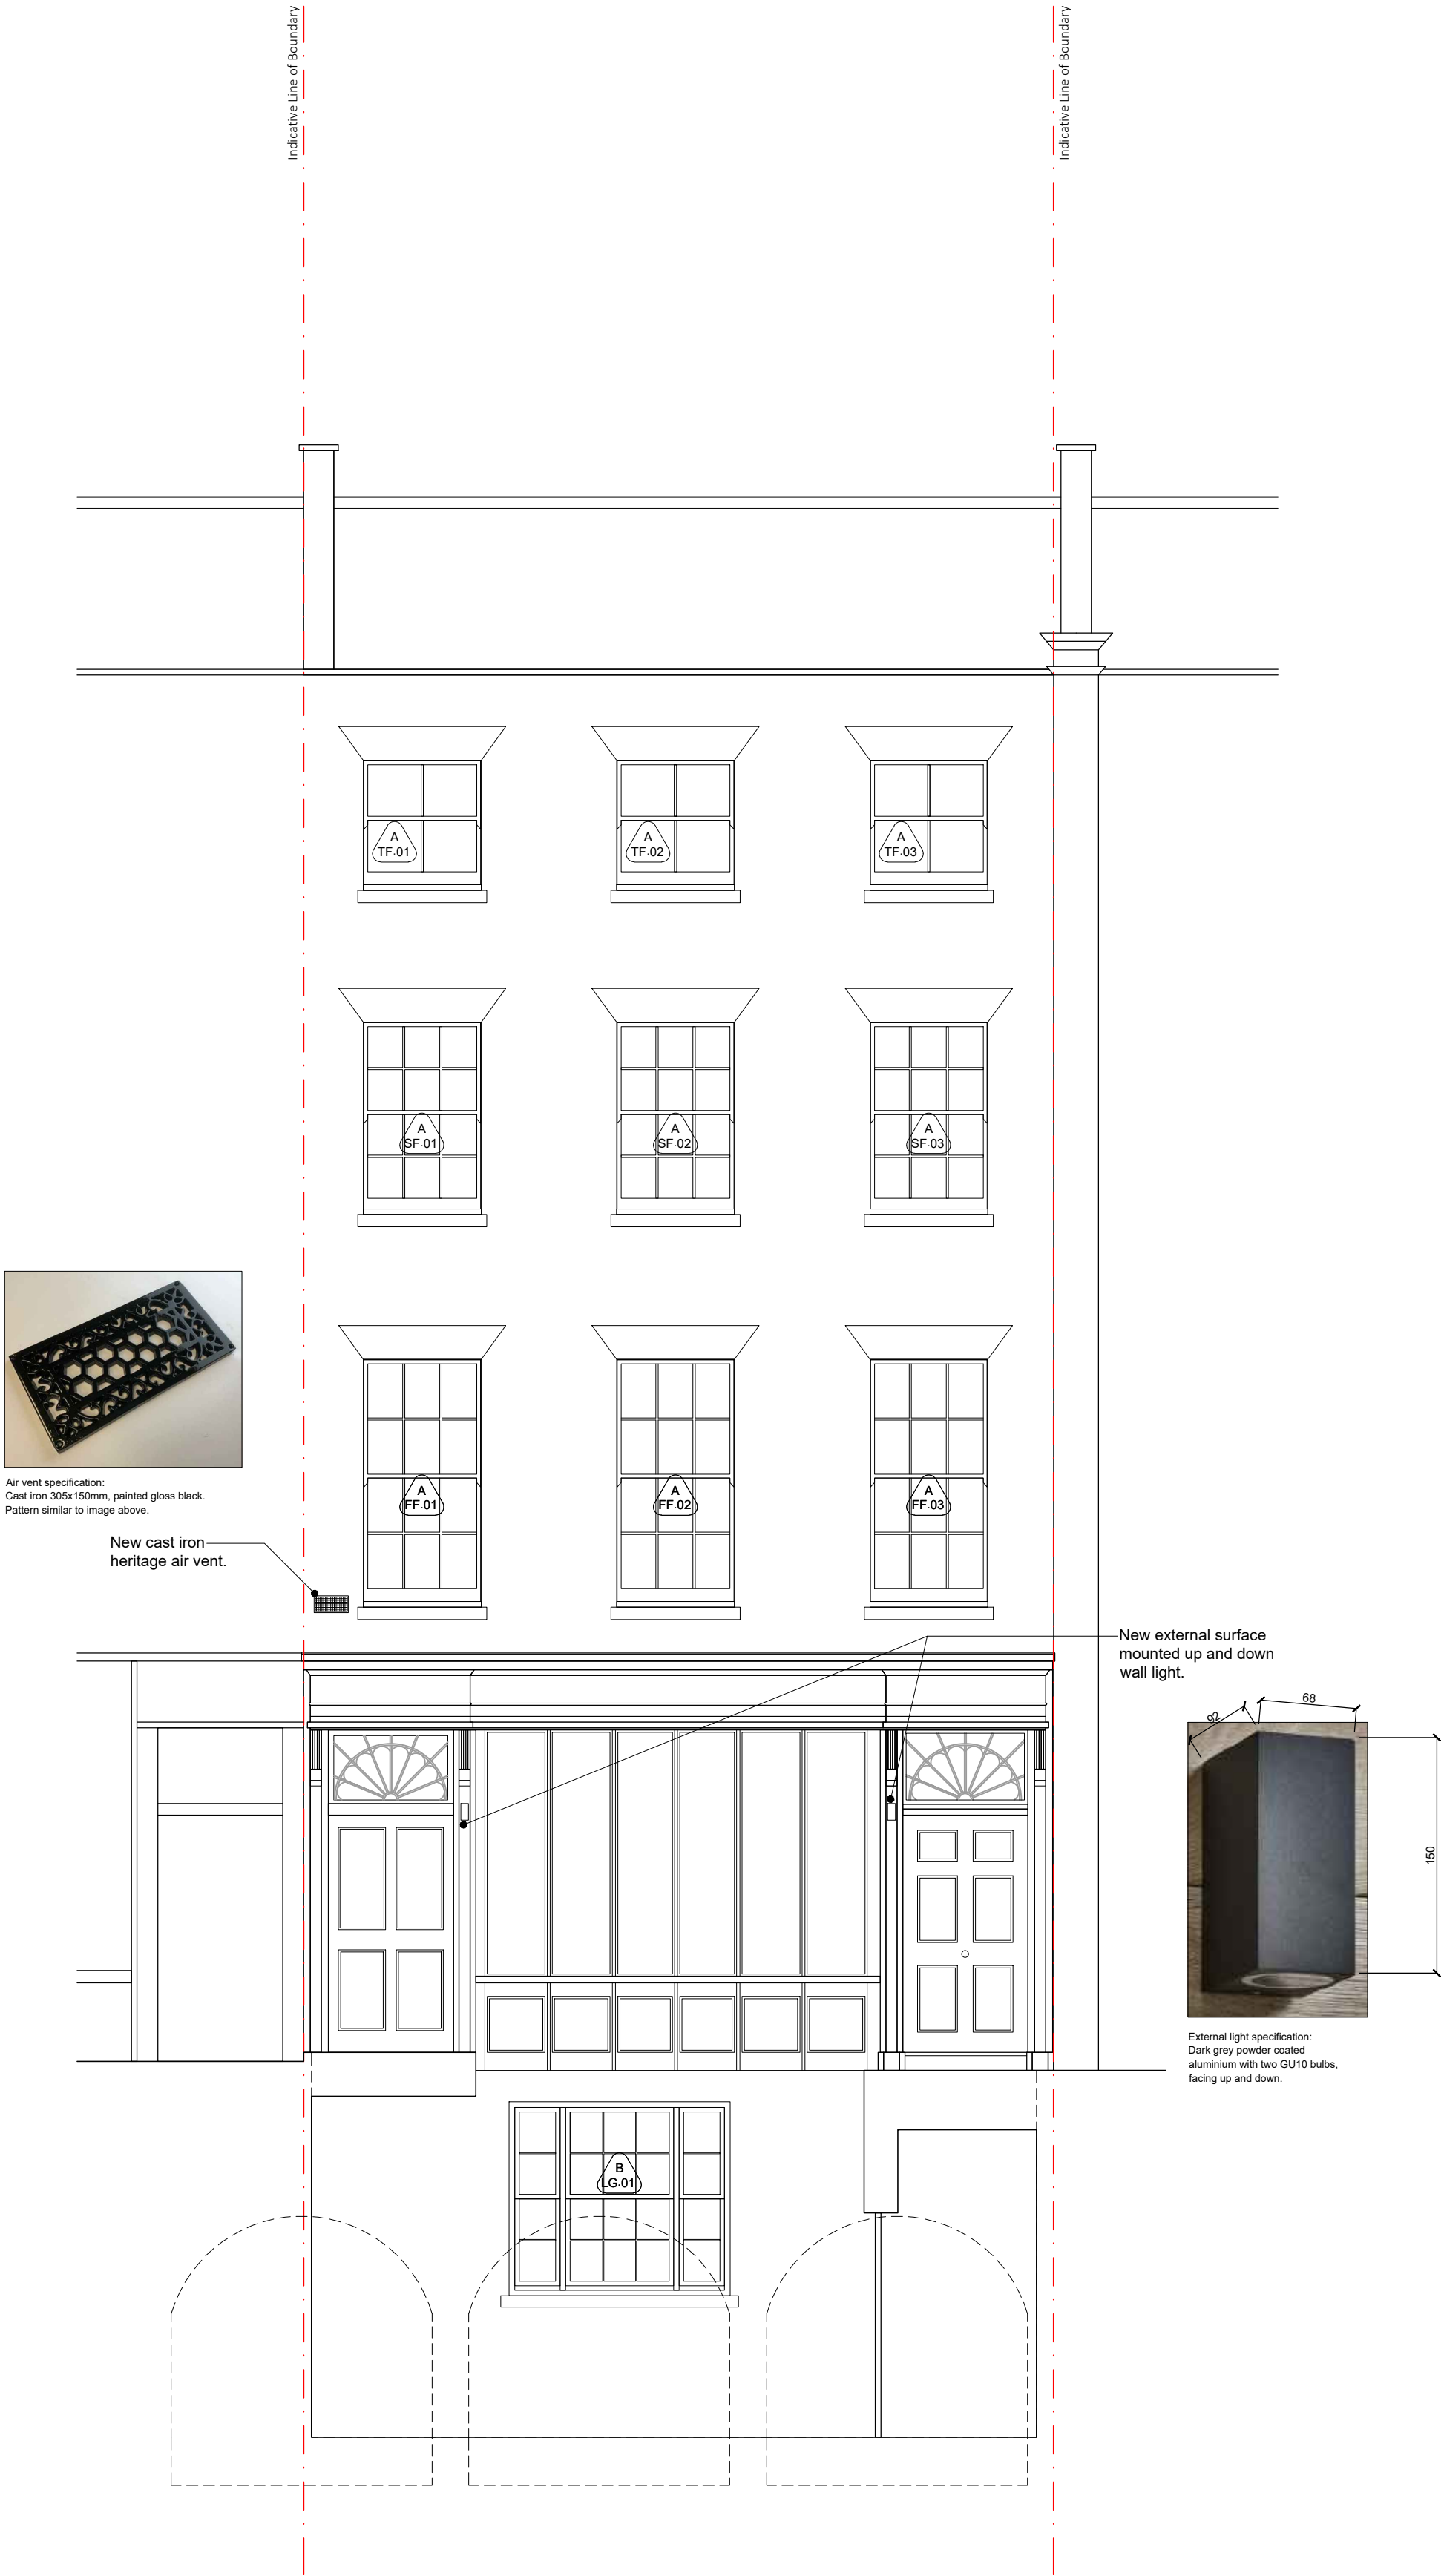 Indicative Line of Boundary
Indicative Line of Boundary
A
TF.01
A
TF.02
A
TF.03
A
SF.01
A
SF.02
A
SF.03
A
FF.01
A
FF.02
A
FF.03
Air vent specification:
Cast iron 305x150mm, painted gloss black.
Pattern similar to image above.
New cast iron
heritage air vent.
New external surface
mounted up and down
wall light.
92
68
150
External light specification:
Dark grey powder coated
aluminium with two GU10 bulbs,
facing up and down.
B
LG.01